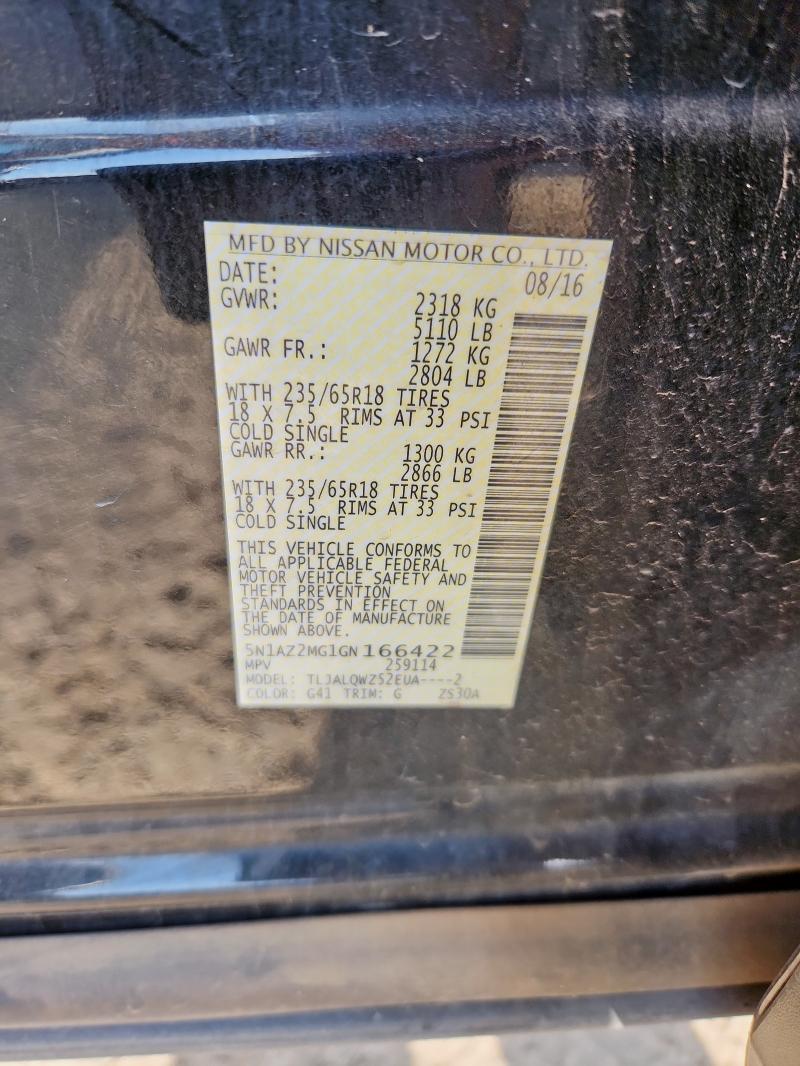 MFD BY NISSAN MOTOR CO., LTD.
DATE: 08/16
GVWR: 2318 KG
5110 LB
GAWR FR.: 1272 KG
2804 LB
WITH 235/65R18 TIRES
18 X 7.5 RIMS AT 33 PSI
COLD SINGLE
GAWR RR.: 1300 KG
2866 LB
WITH 235/65R18 TIRES
18 X 7.5 RIMS AT 33 PSI
COLD SINGLE
THIS VEHICLE CONFORMS TO
ALL APPLICABLE FEDERAL
MOTOR VEHICLE SAFETY AND
THEFT PREVENTION
STANDARDS IN EFFECT ON
THE DATE OF MANUFACTURE
SHOWN ABOVE.
5N1AZ2MG1GN166422
MPV 259114
MODEL: TLJALQWZ52EUA----2
COLOR: G41 TRIM: G ZS30A